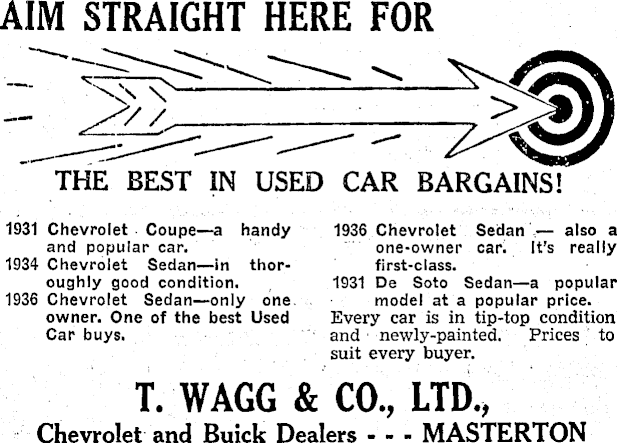 AIM STRAIGHT HERE FOR
THE BEST IN USED CAR BARGAINS!
1931 Chevrolet Coupe—a handy
and popular car.
1934 Chevrolet Sedan—in thor-
oughly good condition.
1936 Chevrolet Sedan—only one
owner. One of the best Used
Car buys.
1936 Chevrolet Sedan — also a
one-owner car. It's really
first-class.
1931 De Soto Sedan—a popular
model at a popular price.
Every car is in tip-top condition
and newly-painted. Prices to
suit every buyer.
T. WAGG & CO., LTD.,
Chevrolet and Buick Dealers - - - MASTERTON